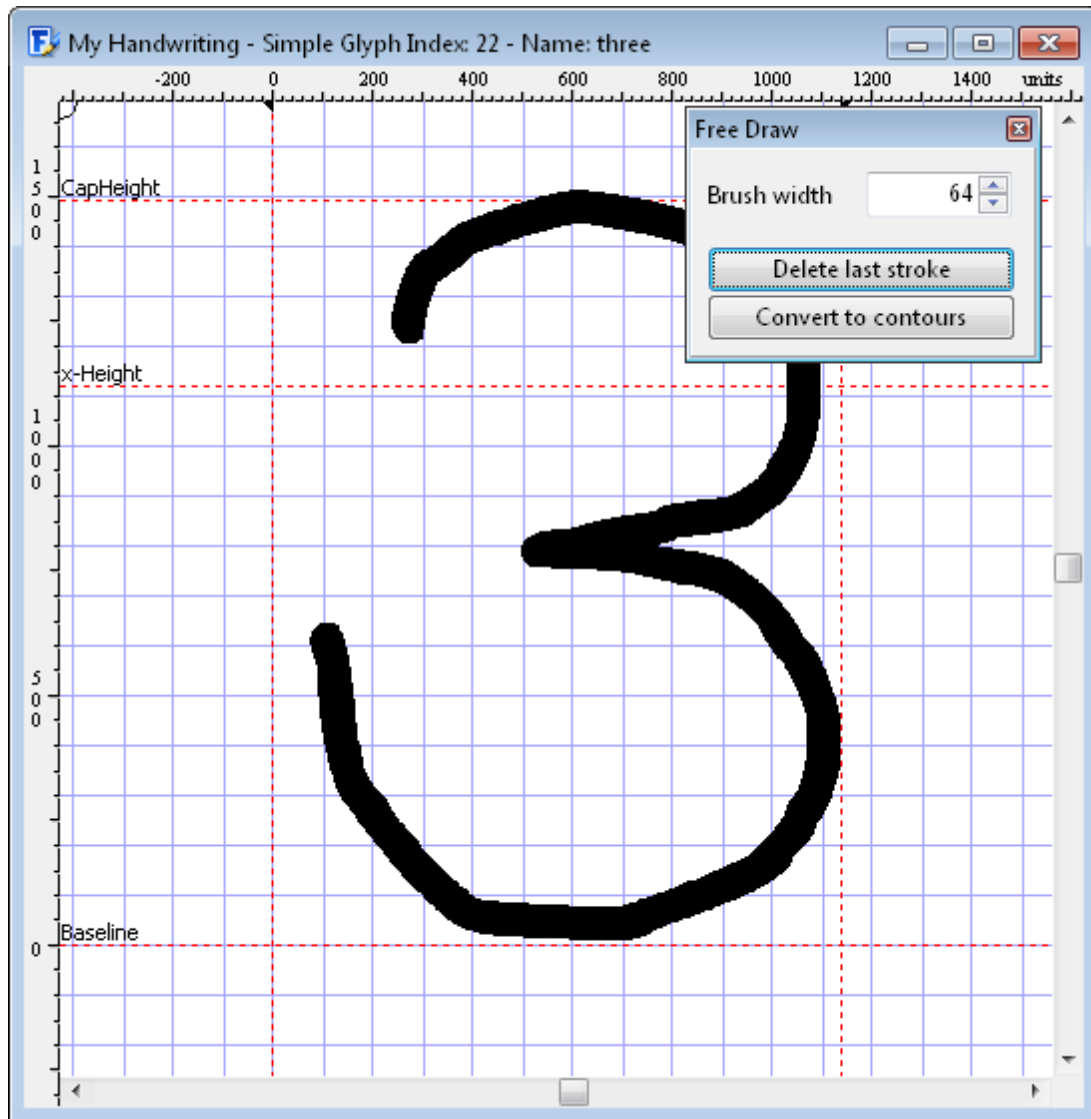 My Handwriting - Simple Glyph Index: 22 - Name: three
-200 0 200 400 600 800 1000 1200 1400 units
Free Draw
Brush width 64
Delete last stroke
Convert to contours
1500
CapHeight
x-Height
1000
500
Baseline
0
3